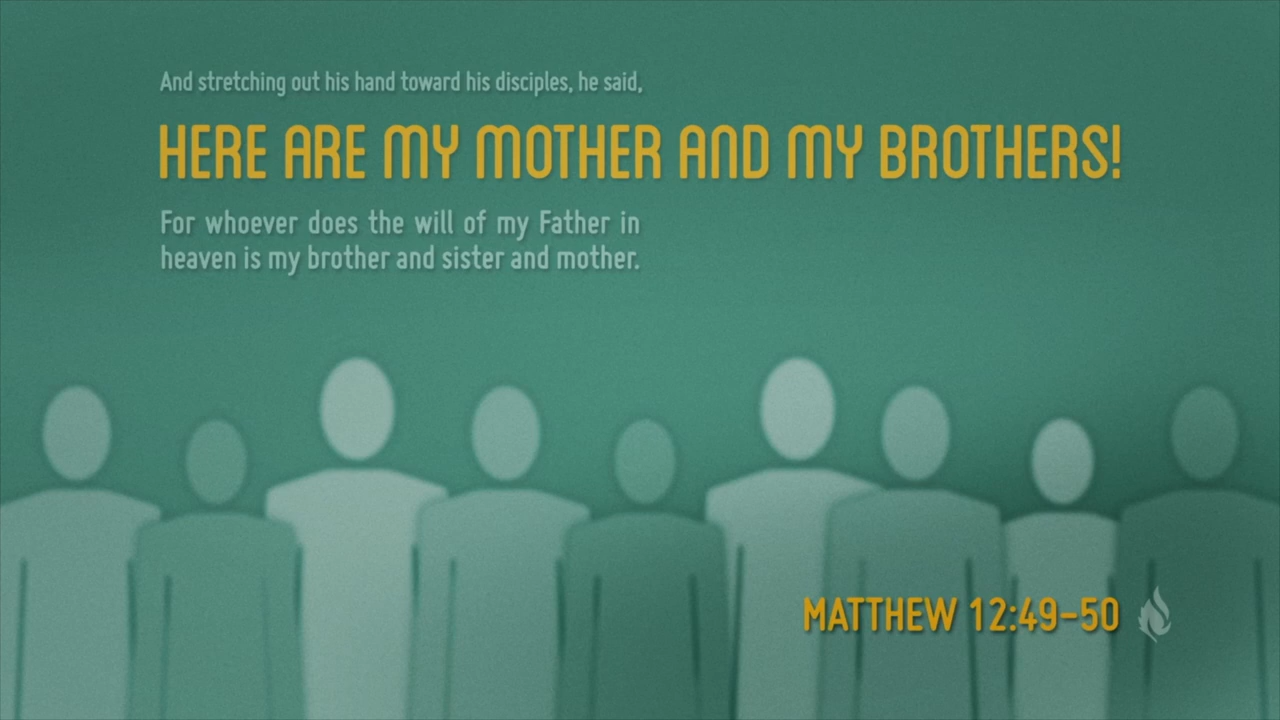 And stretching out his hand toward his disciples, he said,
HERE ARE MY MOTHER AND MY BROTHERS!
For whoever does the will of my Father in
heaven is my brother and sister and mother.
MATTHEW 12:49-50